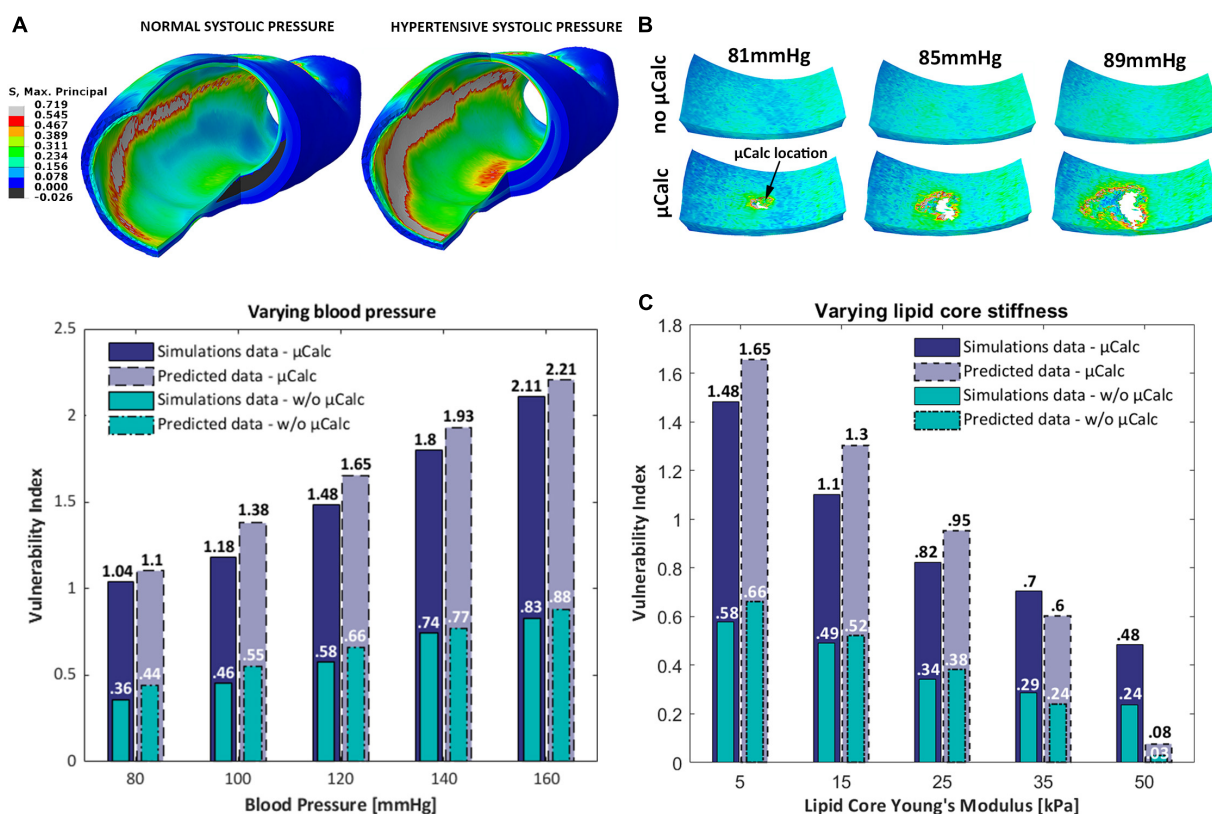 A
NORMAL SYSTOLIC PRESSURE
HYPERTENSIVE SYSTOLIC PRESSURE
S, Max. Principal
0.719
0.545
0.467
0.389
0.311
0.234
0.156
0.078
0.000
-0.026
B
81mmHg
85mmHg
89mmHg
no µCalc
µCalc
µCalc location
Varying blood pressure
Vulnerability Index
2.5
2
1.5
1
0.5
0
Simulations data - µCalc
Predicted data - µCalc
Simulations data - w/o µCalc
Predicted data - w/o µCalc
1.04
1.1
.36
.44
1.18
1.38
.46
.55
1.48
1.65
.58
.66
1.8
1.93
.74
.77
2.11
2.21
.83
.88
80
100
120
140
160
Blood Pressure [mmHg]
C
Varying lipid core stiffness
Vulnerability Index
1.8
1.6
1.4
1.2
1
0.8
0.6
0.4
0.2
0
Simulations data - µCalc
Predicted data - µCalc
Simulations data - w/o µCalc
Predicted data - w/o µCalc
1.48
1.65
.58
.66
1.1
1.3
.49
.52
.82
.95
.34
.38
.7
.6
.29
.24
.48
.08
.24
.03
5
15
25
35
50
Lipid Core Young's Modulus [kPa]